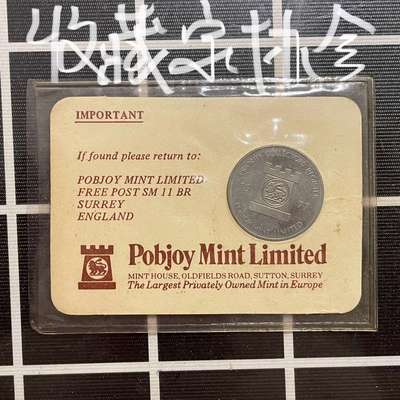 收藏家拍会
IMPORTANT
If found please return to:
POBJOY MINT LIMITED
FREE POST SM 11 BR
SURREY
ENGLAND
Pobjoy Mint Limited
MINT HOUSE, OLDFIELDS ROAD, SUTTON, SURREY
The Largest Privately Owned Mint in Europe